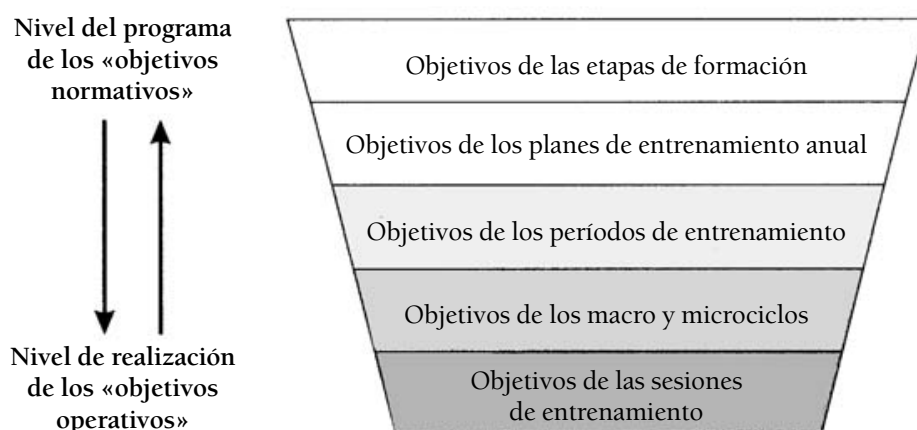 Nivel del programa
de los «objetivos
normativos»
Nivel de realización
de los «objetivos
operativos»
Objetivos de las etapas de formación
Objetivos de los planes de entrenamiento anual
Objetivos de los períodos de entrenamiento
Objetivos de los macro y microciclos
Objetivos de las sesiones
de entrenamiento